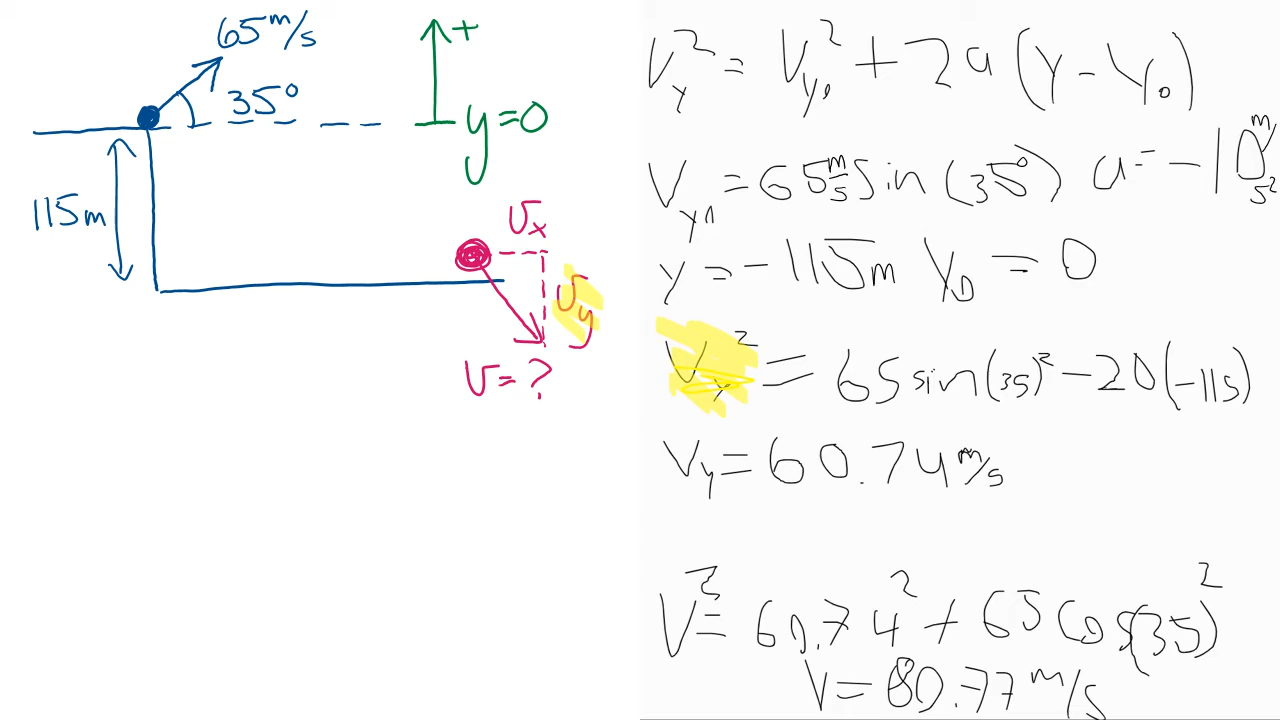 65 m/s
35°
+
y=0
115m
Vx
Vy
V=?
Vy² = Vy₀² + 2a(y-y₀)
Vy₀ = 65 m/s sin(35°) a = -10 m/s²
y = -115m y₀ = 0
Vy² = 65 sin(35)² - 20(-115)
Vy = 60.74 m/s
V² = 60.74² + 65 cos(35)²
V = 80.77 m/s